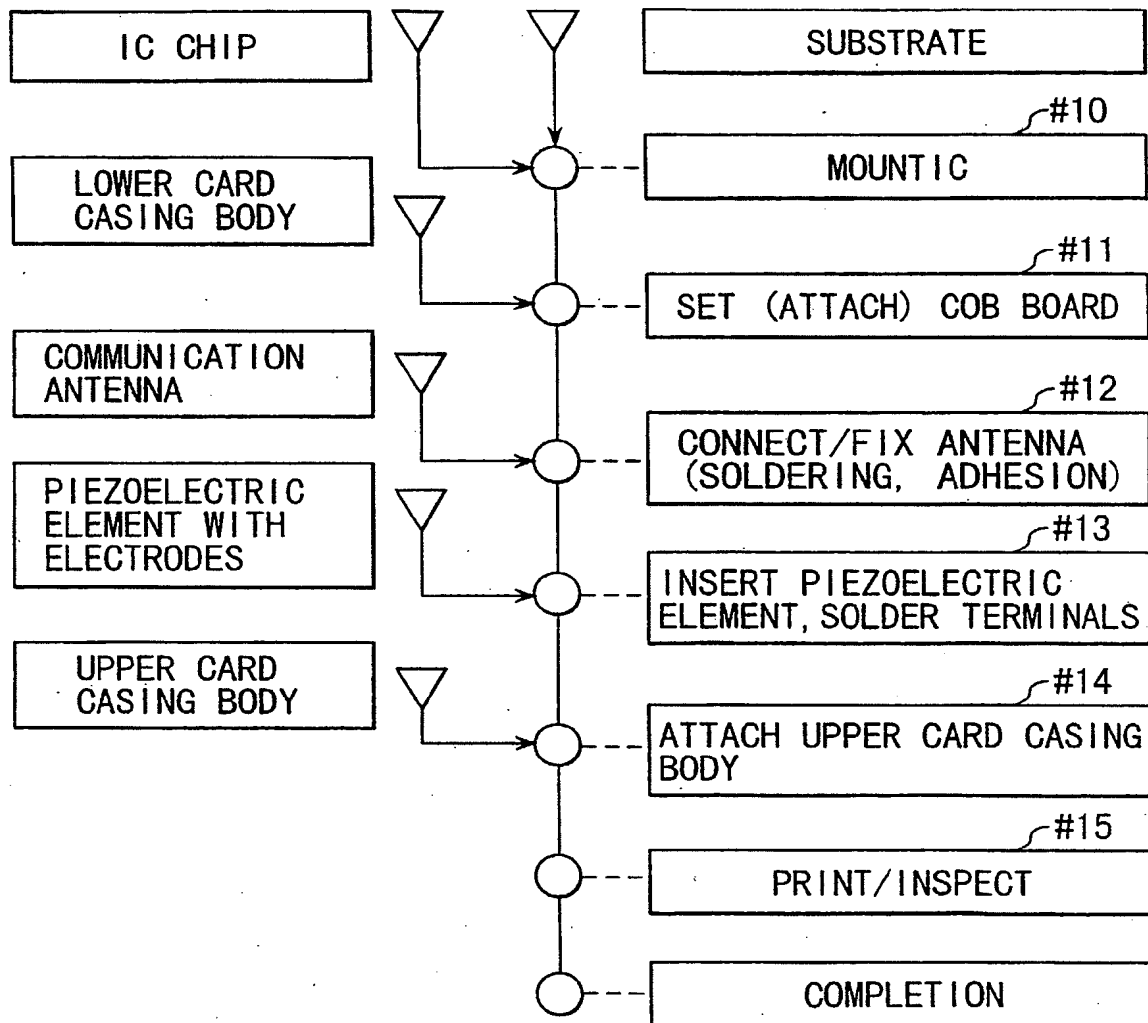 IC CHIP
SUBSTRATE
#10
MOUNTIC
LOWER CARD
CASING BODY
#11
SET (ATTACH) COB BOARD
COMMUNICATION
ANTENNA
#12
CONNECT/FIX ANTENNA
(SOLDERING, ADHESION)
PIEZOELECTRIC
ELEMENT WITH
ELECTRODES
#13
INSERT PIEZOELECTRIC
ELEMENT, SOLDER TERMINALS
UPPER CARD
CASING BODY
#14
ATTACH UPPER CARD CASING
BODY
#15
PRINT/INSPECT
COMPLETION